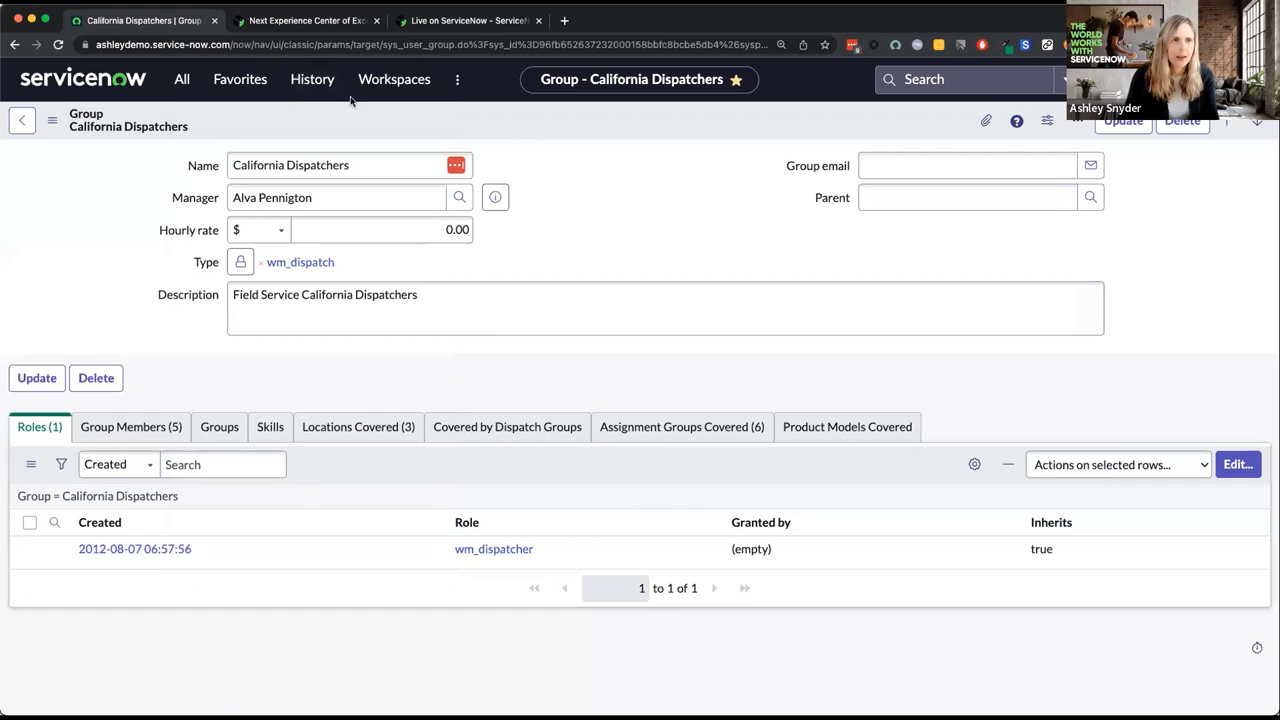 California Dispatchers | Group
Next Experience Center of Exc
Live on ServiceNow - ServiceN
ashleydemo.service-now.com/now/nav/ui/classic/params/target/sys_user_group.do%3Fsys_id%3D96fb652637232000158bbfc8bcbe5db4%26sysp...
servicenow
All
Favorites
History
Workspaces
Group - California Dispatchers
Search
THE WORLD WORKS WITH SERVICENOW
Ashley Snyder
Group
California Dispatchers
Update
Delete
Name
California Dispatchers
Group email
Manager
Alva Pennington
Parent
Hourly rate
$
0.00
Type
wm_dispatch
Description
Field Service California Dispatchers
Update
Delete
Roles (1)
Group Members (5)
Groups
Skills
Locations Covered (3)
Covered by Dispatch Groups
Assignment Groups Covered (6)
Product Models Covered
Created
Search
Actions on selected rows...
Edit...
Group = California Dispatchers
Created
Role
Granted by
Inherits
2012-08-07 06:57:56
wm_dispatcher
(empty)
true
1 to 1 of 1